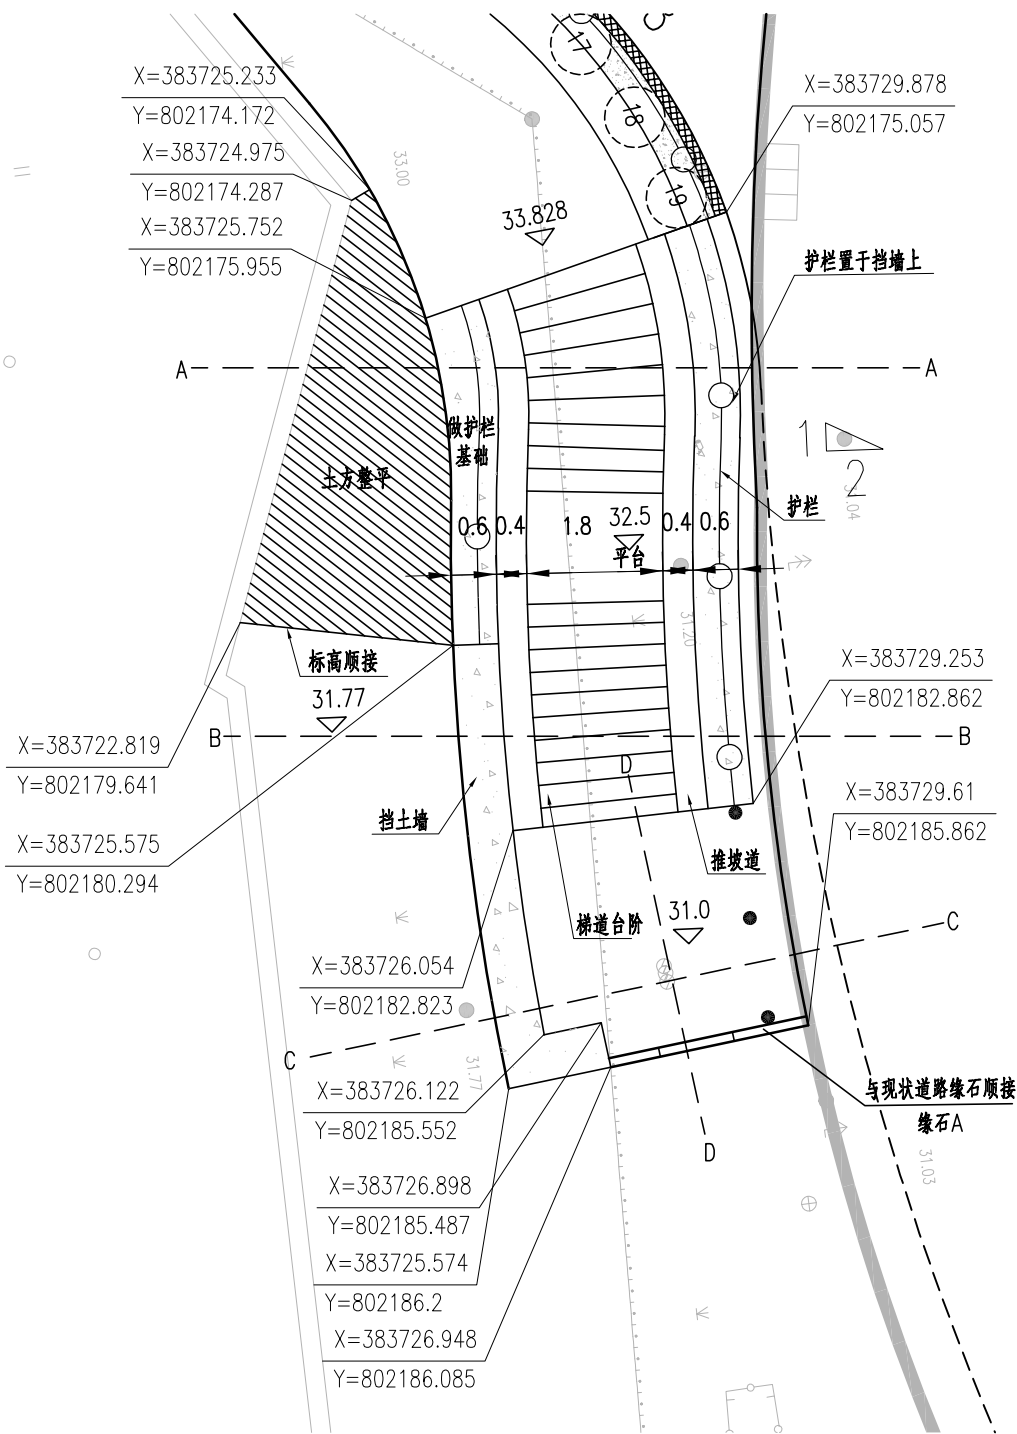 17
18
19
X=383725.233
Y=802174.172
X=383724.975
Y=802174.287
X=383725.752
Y=802175.955
33.00
33.828
X=383729.878
Y=802175.057
护栏置于挡墙上
A
A
做护栏
基础
土方整平
1
2
护栏
0.6
0.4
1.8
32.5
平台
0.4
0.6
31.20
标高顺接
31.77
X=383729.253
Y=802182.862
B
B
D
X=383722.819
Y=802179.641
X=383725.575
Y=802180.294
挡土墙
X=383729.61
Y=802185.862
推坡道
梯道台阶
31.0
C
C
X=383726.054
Y=802182.823
31.77
X=383726.122
Y=802185.552
与现状道路缘石顺接
缘石A
D
31.03
X=383726.898
Y=802185.487
X=383725.574
Y=802186.2
X=383726.948
Y=802186.085